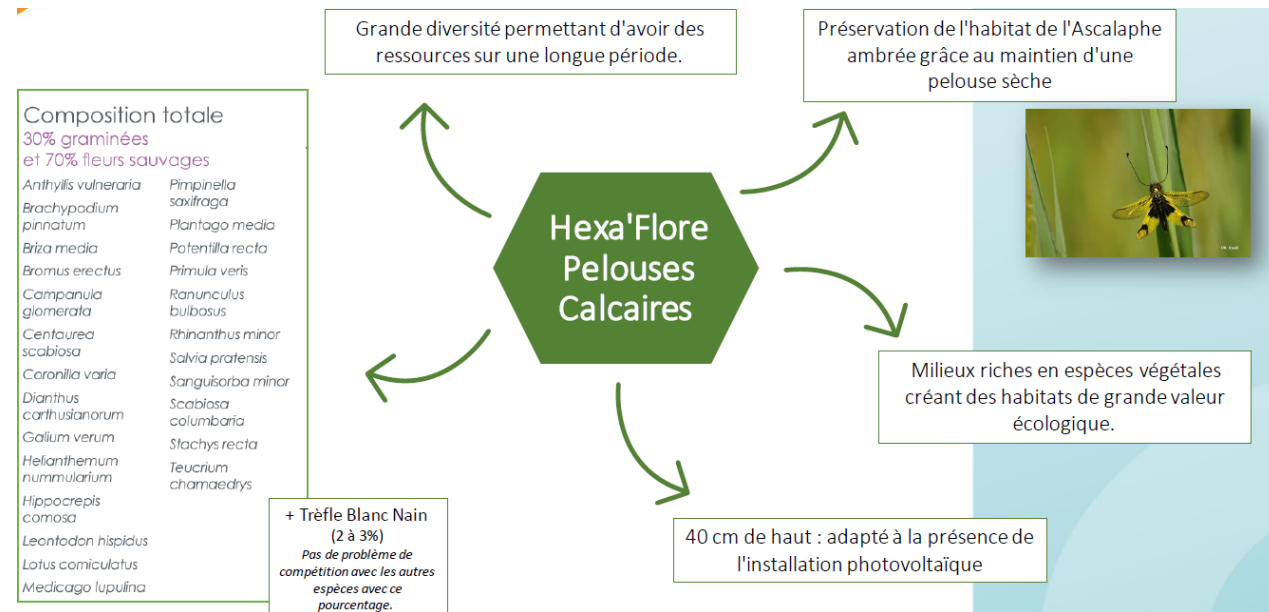 Grande diversité permettant d'avoir des
ressources sur une longue période.
Préservation de l'habitat de l'Ascalaphe
ambrée grâce au maintien d'une
pelouse sèche
Composition totale
30% graminées
et 70% fleurs sauvages
Anthyllis vulneraria
Brachypodium
pinnatum
Briza media
Bromus erectus
Campanula
glomerata
Centaurea
scabiosa
Coronilla varia
Dianthus
carthusianorum
Galium verum
Helianthemum
nummularium
Hippocrepis
comosa
Leontodon hispidus
Lotus corniculatus
Medicago lupulina
Pimpinella
saxifraga
Plantago media
Potentilla recta
Primula veris
Ranunculus
bulbosus
Rhinanthus minor
Salvia pratensis
Sanguisorba minor
Scabiosa
columbaria
Stachys recta
Teucrium
chamaedrys
+ Trèfle Blanc Nain
(2 à 3%)
Pas de problème de
compétition avec les autres
espèces avec ce
pourcentage.
Hexa'Flore
Pelouses
Calcaires
Milieux riches en espèces végétales
créant des habitats de grande valeur
écologique.
40 cm de haut : adapté à la présence de
l'installation photovoltaïque